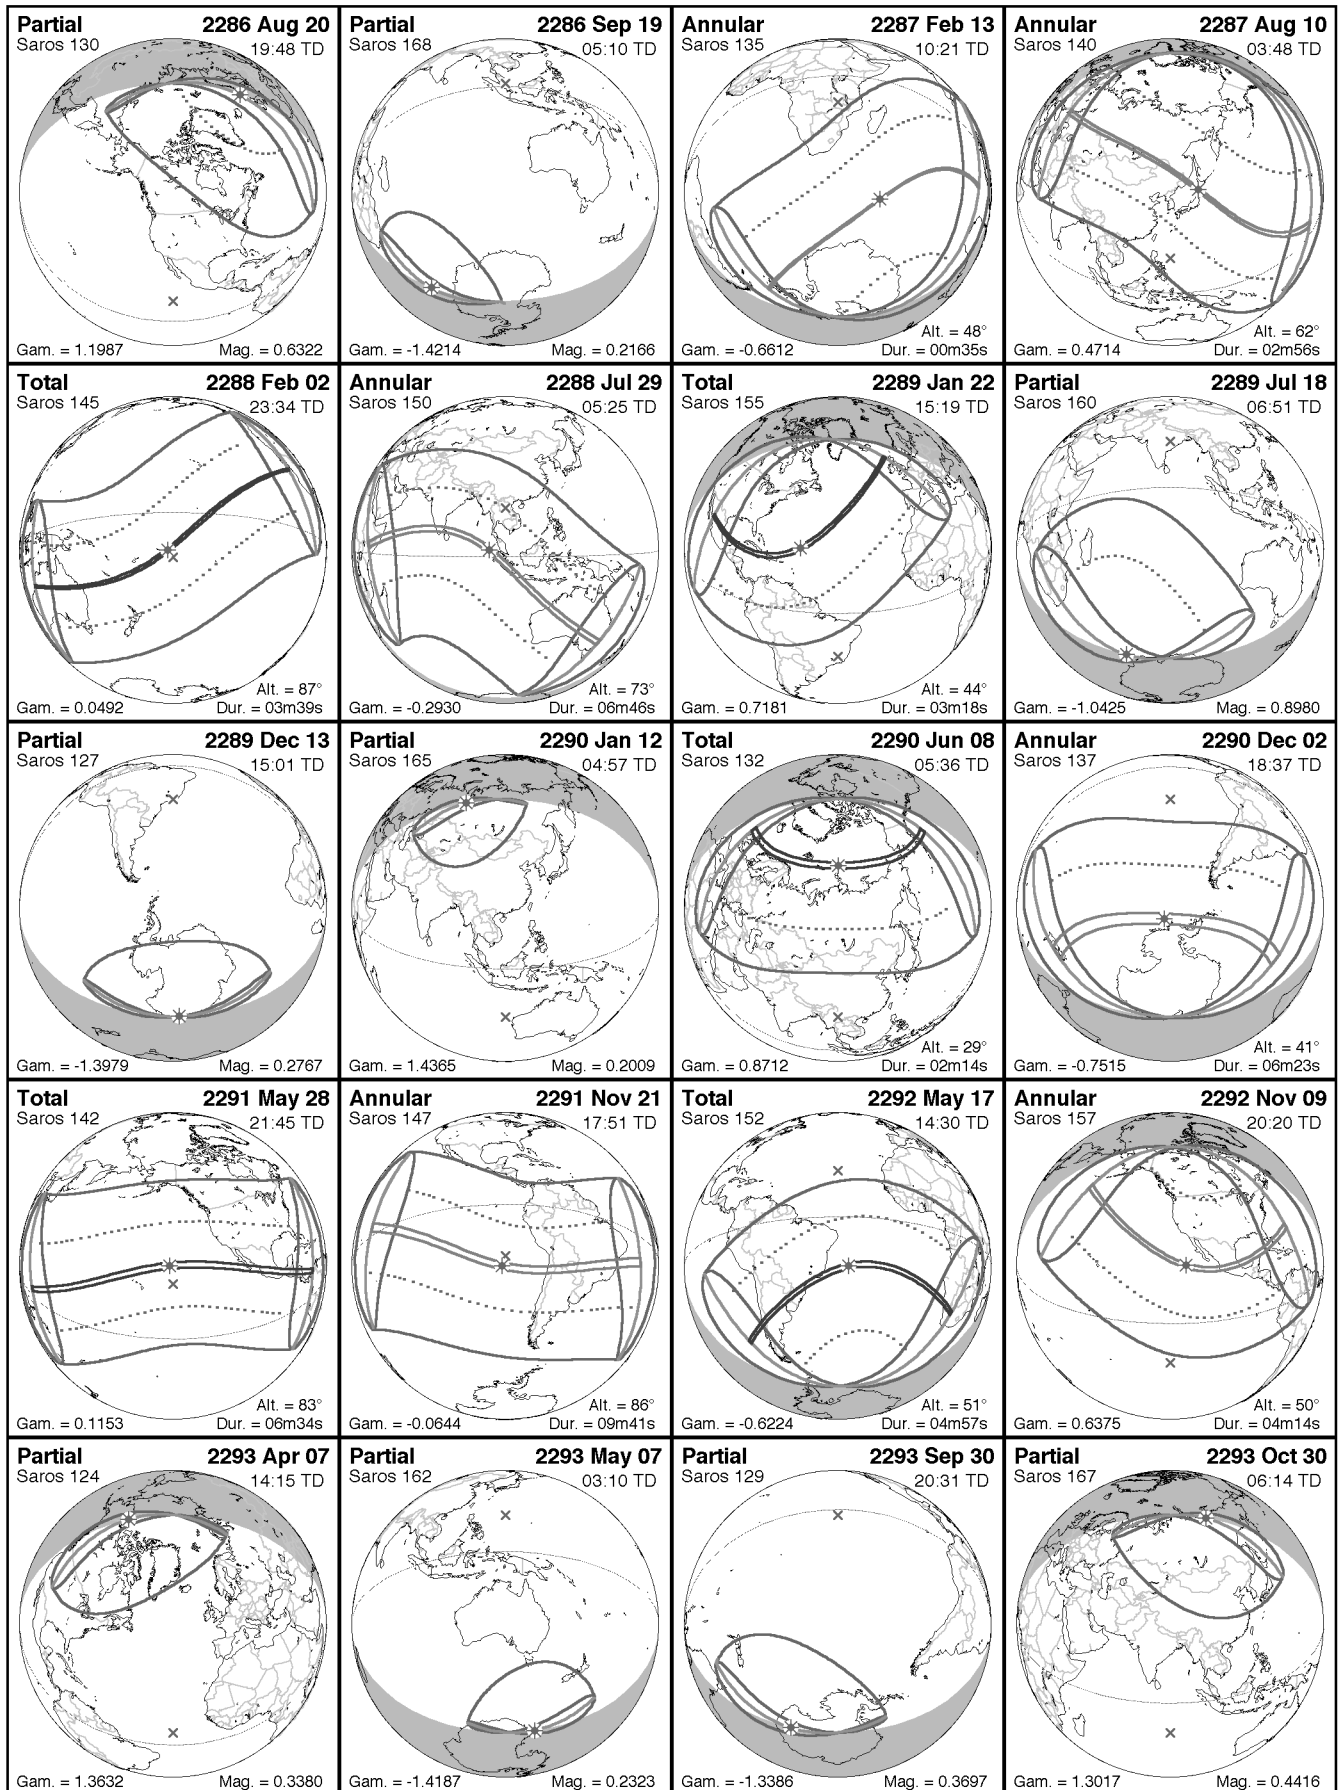 Partial 2286 Aug 20
Saros 130 19:48 TD
Gam. = 1.1987 Mag. = 0.6322
Partial 2286 Sep 19
Saros 168 05:10 TD
Gam. = -1.4214 Mag. = 0.2166
Annular 2287 Feb 13
Saros 135 10:21 TD
Alt. = 48°
Gam. = -0.6612 Dur. = 00m35s
Annular 2287 Aug 10
Saros 140 03:48 TD
Alt. = 62°
Gam. = 0.4714 Dur. = 02m56s
Total 2288 Feb 02
Saros 145 23:34 TD
Alt. = 87°
Gam. = 0.0492 Dur. = 03m39s
Annular 2288 Jul 29
Saros 150 05:25 TD
Alt. = 73°
Gam. = -0.2930 Dur. = 06m46s
Total 2289 Jan 22
Saros 155 15:19 TD
Alt. = 44°
Gam. = 0.7181 Dur. = 03m18s
Partial 2289 Jul 18
Saros 160 06:51 TD
Gam. = -1.0425 Mag. = 0.8980
Partial 2289 Dec 13
Saros 127 15:01 TD
Gam. = -1.3979 Mag. = 0.2767
Partial 2290 Jan 12
Saros 165 04:57 TD
Gam. = 1.4365 Mag. = 0.2009
Total 2290 Jun 08
Saros 132 05:36 TD
Alt. = 29°
Gam. = 0.8712 Dur. = 02m14s
Annular 2290 Dec 02
Saros 137 18:37 TD
Alt. = 41°
Gam. = -0.7515 Dur. = 06m23s
Total 2291 May 28
Saros 142 21:45 TD
Alt. = 83°
Gam. = 0.1153 Dur. = 06m34s
Annular 2291 Nov 21
Saros 147 17:51 TD
Alt. = 86°
Gam. = -0.0644 Dur. = 09m41s
Total 2292 May 17
Saros 152 14:30 TD
Alt. = 51°
Gam. = -0.6224 Dur. = 04m57s
Annular 2292 Nov 09
Saros 157 20:20 TD
Alt. = 50°
Gam. = 0.6375 Dur. = 04m14s
Partial 2293 Apr 07
Saros 124 14:15 TD
Gam. = 1.3632 Mag. = 0.3380
Partial 2293 May 07
Saros 162 03:10 TD
Gam. = -1.4187 Mag. = 0.2323
Partial 2293 Sep 30
Saros 129 20:31 TD
Gam. = -1.3386 Mag. = 0.3697
Partial 2293 Oct 30
Saros 167 06:14 TD
Gam. = 1.3017 Mag. = 0.4416